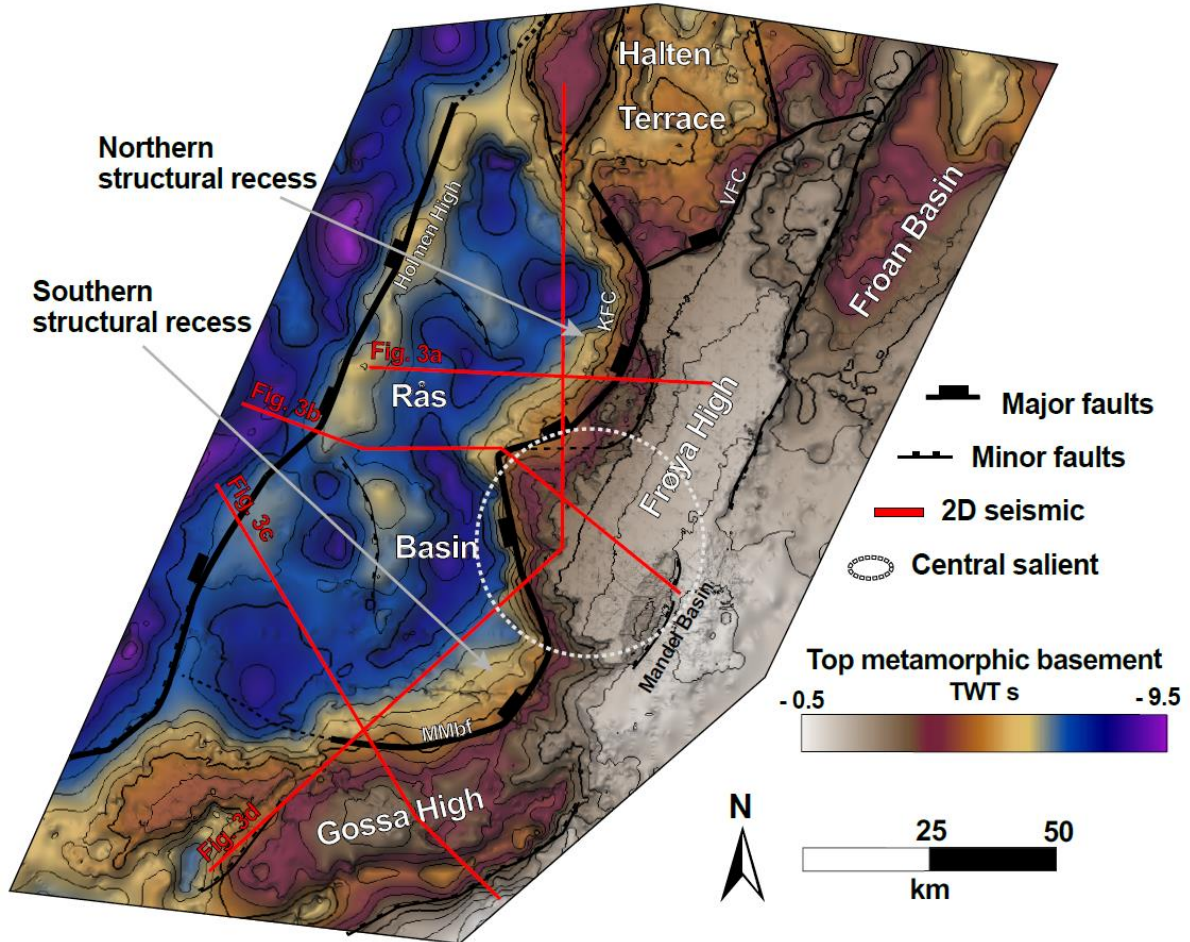 Halten
Terrace
Northern
structural recess
Holmen High
VFC
Froan Basin
Southern
structural recess
KFC
Fig. 3a
Rås
Fig. 3b
Frøya High
Major faults
Minor faults
Fig. 3c
2D seismic
Basin
Central salient
Mandel Basin
Top metamorphic basement
TWT s
- 0.5
- 9.5
MMbf
Gossa High
Fig. 3d
N
25
50
km